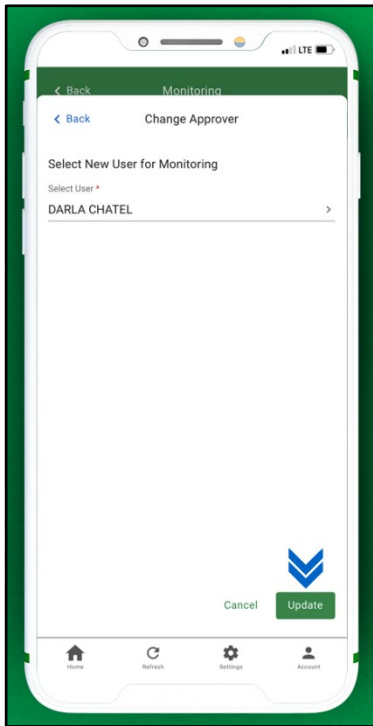 LTE
Back Monitoring
Back Change Approver
Select New User for Monitoring
Select User *
DARLA CHATEL
Cancel Update
Home Refresh Settings Account